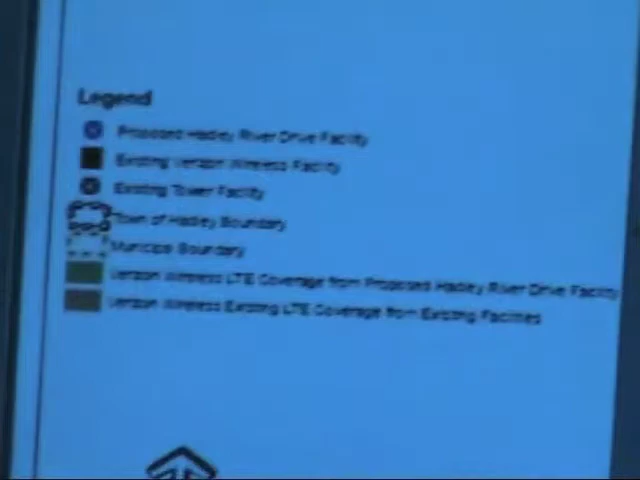 Legend
Proposed Hadley River Drive Facility
Existing Verizon Wireless Facility
Existing Tower Facility
Town of Hadley Boundary
Municipal Boundary
Verizon Wireless LTE Coverage from Proposed Hadley River Drive Facility
Verizon Wireless Existing LTE Coverage from Existing Facilities